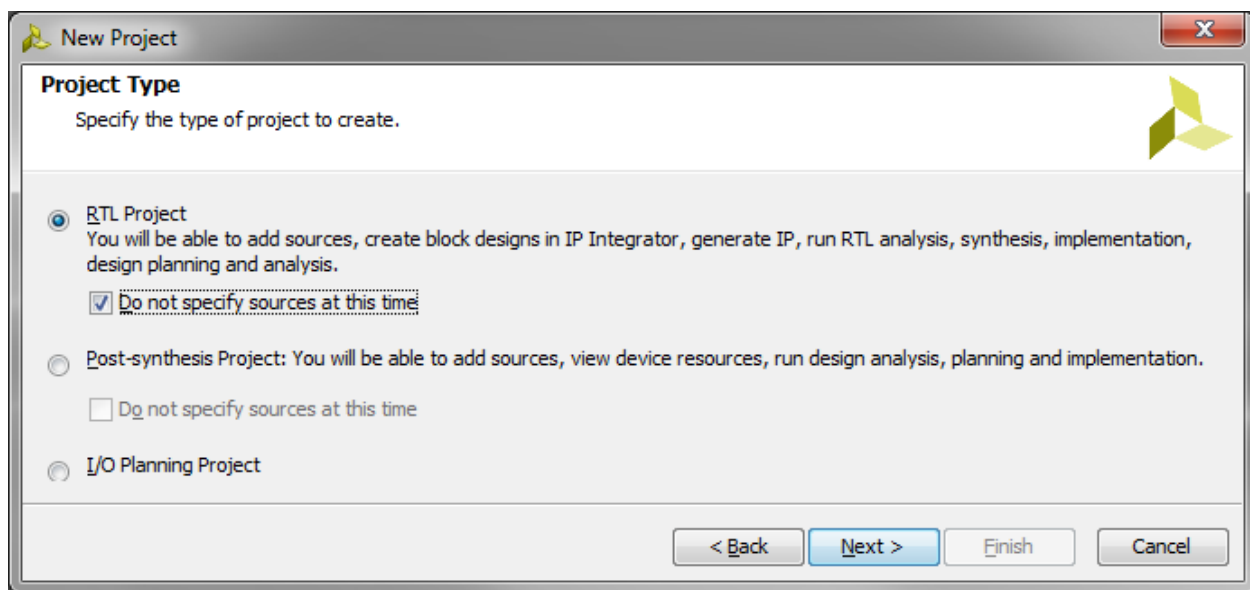 New Project
Project Type
Specify the type of project to create.
RTL Project
You will be able to add sources, create block designs in IP Integrator, generate IP, run RTL analysis, synthesis, implementation,
design planning and analysis.
Do not specify sources at this time
Post-synthesis Project: You will be able to add sources, view device resources, run design analysis, planning and implementation.
Do not specify sources at this time
I/O Planning Project
< Back Next > Finish Cancel